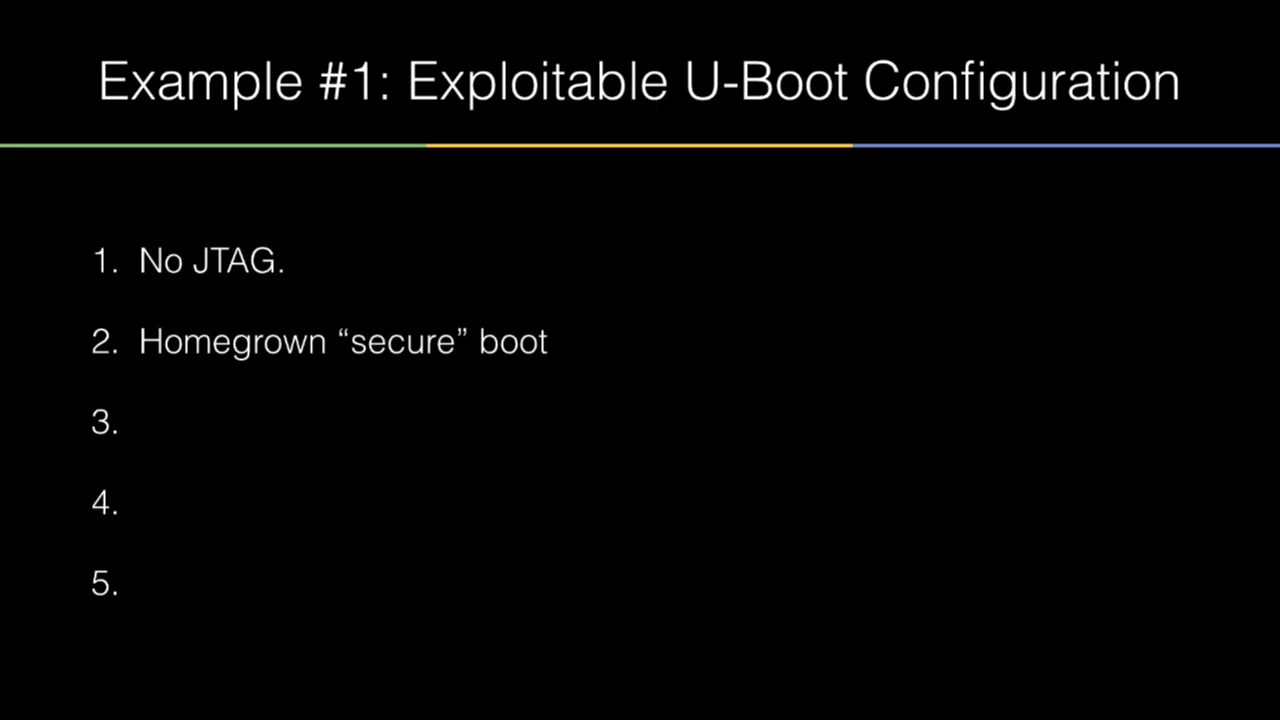 Example #1: Exploitable U-Boot Configuration
1. No JTAG.
2. Homegrown “secure” boot
3.
4.
5.